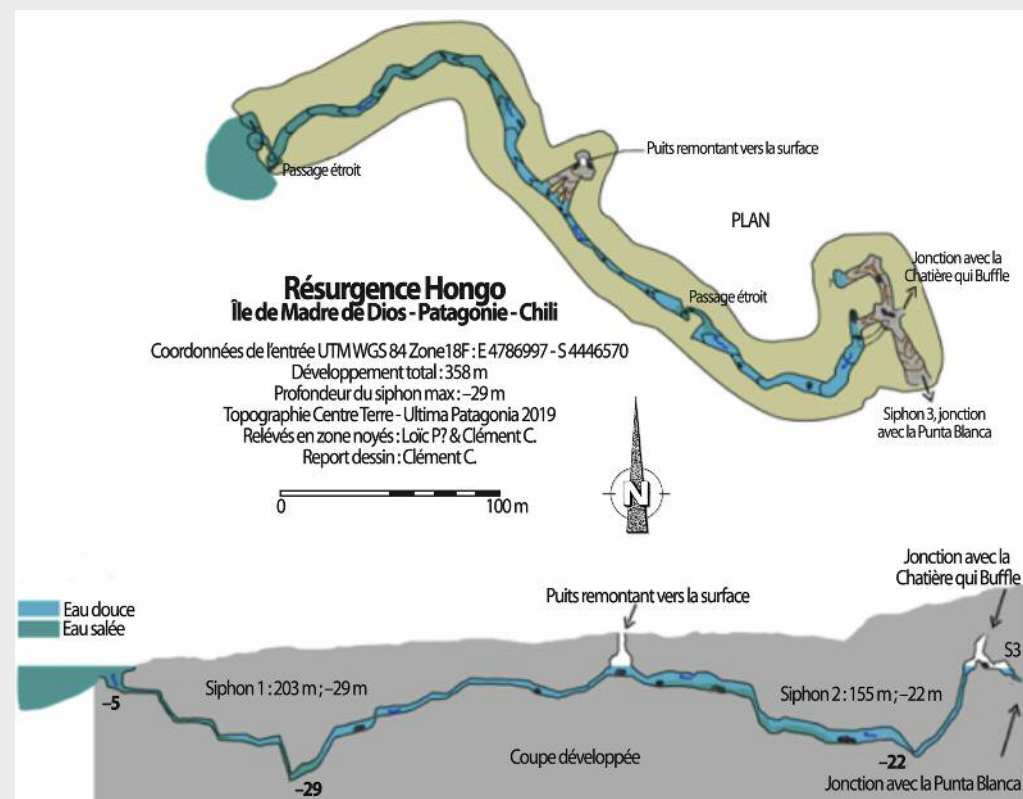 Passage étroit
Puits remontant vers la surface
PLAN
Jonction avec la
Chatière qui Buffle
Passage étroit
Siphon 3, jonction
avec la Punta Blanca
Résurgence Hongo
Île de Madre de Dios - Patagonie - Chili
Coordonnées de l'entrée UTM WGS 84 Zone18F : E 4786997 - S 4446570
Développement total : 358 m
Profondeur du siphon max : –29 m
Topographie Centre Terre - Ultima Patagonia 2019
Relévés en zone noyés : Loïc P? & Clément C.
Report dessin : Clément C.
0
100 m
N
Eau douce
Eau salée
Puits remontant vers la surface
Jonction avec la
Chatière qui Buffle
S3
Siphon 1 : 203 m ; –29 m
Siphon 2 : 155 m ; –22 m
–5
–29
Coupe développée
–22
Jonction avec la Punta Blanca